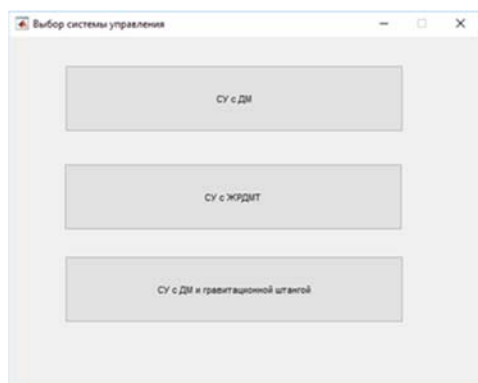 Выбор системы управления
СУ с ДМ
СУ с ЖРДМТ
СУ с ДМ и гравитационной штангой